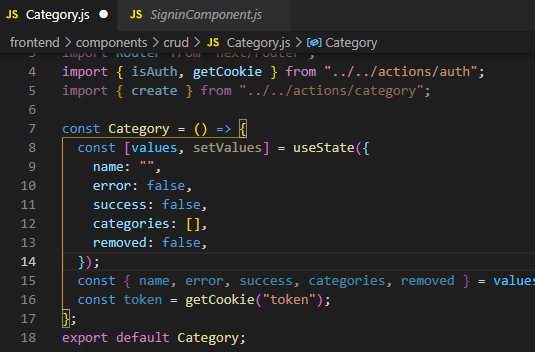 JS Category.js ● JS SigninComponent.js
frontend > components > crud > JS Category.js > Category
3 import Router from "next/router";
4 import { isAuth, getCookie } from "../../actions/auth";
5 import { create } from "../../actions/category";
6
7 const Category = () => {
8 const [values, setValues] = useState({
9 name: "",
10 error: false,
11 success: false,
12 categories: [],
13 removed: false,
14 });
15 const { name, error, success, categories, removed } = values
16 const token = getCookie("token");
17 };
18 export default Category;